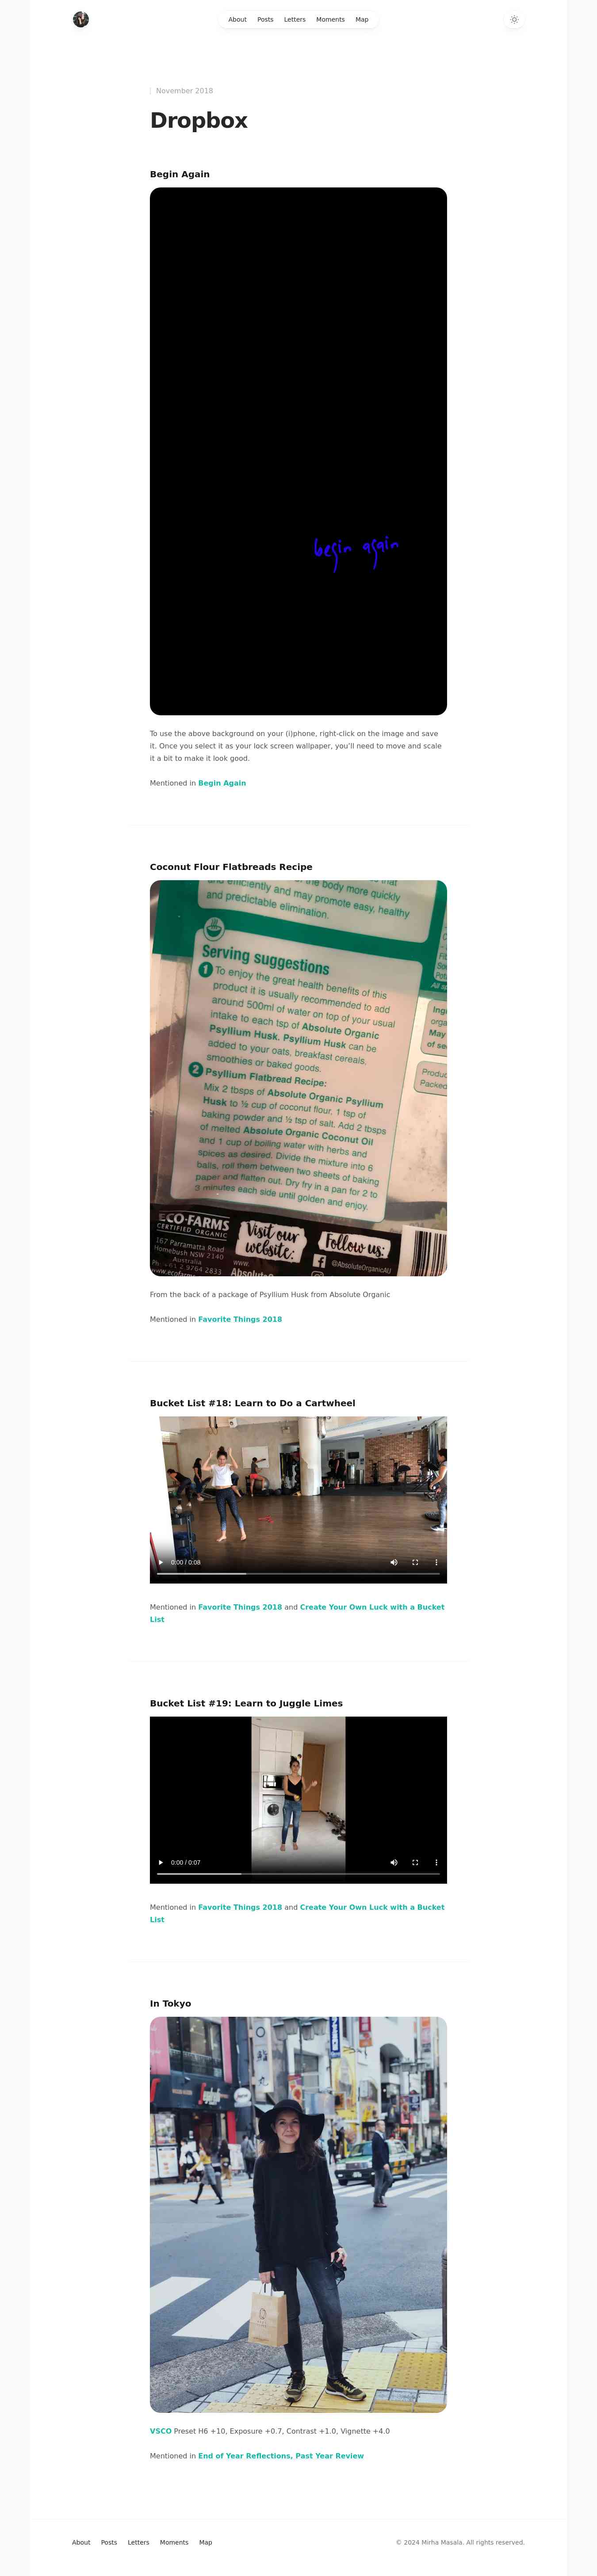 About Posts Letters Moments Map
November 2018
Dropbox
Begin Again
begin again
To use the above background on your (i)phone, right-click on the image and save
it. Once you select it as your lock screen wallpaper, you’ll need to move and scale
it a bit to make it look good.
Mentioned in Begin Again
Coconut Flour Flatbreads Recipe
and efficiently and may promote easy, healthy
and predictable elimination.
Serving suggestions
1 To enjoy the great health benefits of this
product it is usually recommended to add
around 500ml of water on top of your usual
intake to each tsp of Absolute Organic
Psyllium Husk. Psyllium Husk can be
added to your oats, breakfast cereals,
smoothies or baked goods.
2 Psyllium Flatbread Recipe:
Mix 2 tbsps of Absolute Organic Psyllium
Husk to ½ cup of coconut flour, 1 tsp of
baking powder and ½ tsp of salt. Add 2 tbsps
of melted Absolute Organic Coconut Oil
and 1 cup of boiling water with herbs and
spices to taste. Divide the mixture into 6
balls, roll them between two sheets of baking
paper and flatten out. Dry fry in a pan for 2 to
3 minutes each side until golden and enjoy.
ECO·FARMS
CERTIFIED ORGANIC
167 Parramatta Road
Homebush NSW 2140
Australia
Ph: +61 2 9764 2833
Visit our
website:
www.
Follow us:
@AbsoluteOrganicAU
From the back of a package of Psyllium Husk from Absolute Organic
Mentioned in Favorite Things 2018
Bucket List #18: Learn to Do a Cartwheel
0:00 / 0:08
Mentioned in Favorite Things 2018 and Create Your Own Luck with a Bucket
List
Bucket List #19: Learn to Juggle Limes
0:00 / 0:07
Mentioned in Favorite Things 2018 and Create Your Own Luck with a Bucket
List
In Tokyo
VSCO Preset H6 +10, Exposure +0.7, Contrast +1.0, Vignette +4.0
Mentioned in End of Year Reflections, Past Year Review
About Posts Letters Moments Map
© 2024 Mirha Masala. All rights reserved.